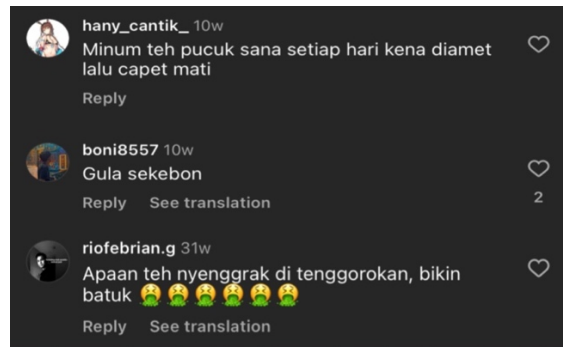 hany_cantik_ 10w
Minum teh pucuk sana setiap hari kena diamet
lalu capet mati
Reply
boni8557 10w
Gula sekebon
Reply See translation
2
riofebrian.g 31w
Apaan teh nyenggrak di tenggorokan, bikin
batuk 🤮🤮🤮🤮🤮🤮
Reply See translation